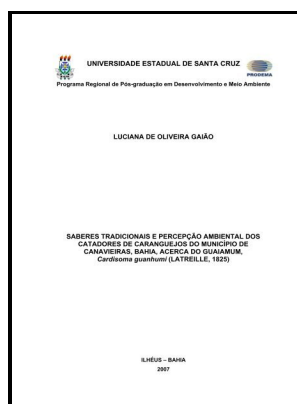 UNIVERSIDADE ESTADUAL DE SANTA CRUZ
PRODEMA
Programa Regional de Pós-graduação em Desenvolvimento e Meio Ambiente
LUCIANA DE OLIVEIRA GAIÃO
SABERES TRADICIONAIS E PERCEPÇÃO AMBIENTAL DOS
CATADORES DE CARANGUEJOS DO MUNICÍPIO DE
CANAVIEIRAS, BAHIA, ACERCA DO GUAIAMUM,
Cardisoma guanhumi (LATREILLE, 1825)
ILHÉUS – BAHIA
2007